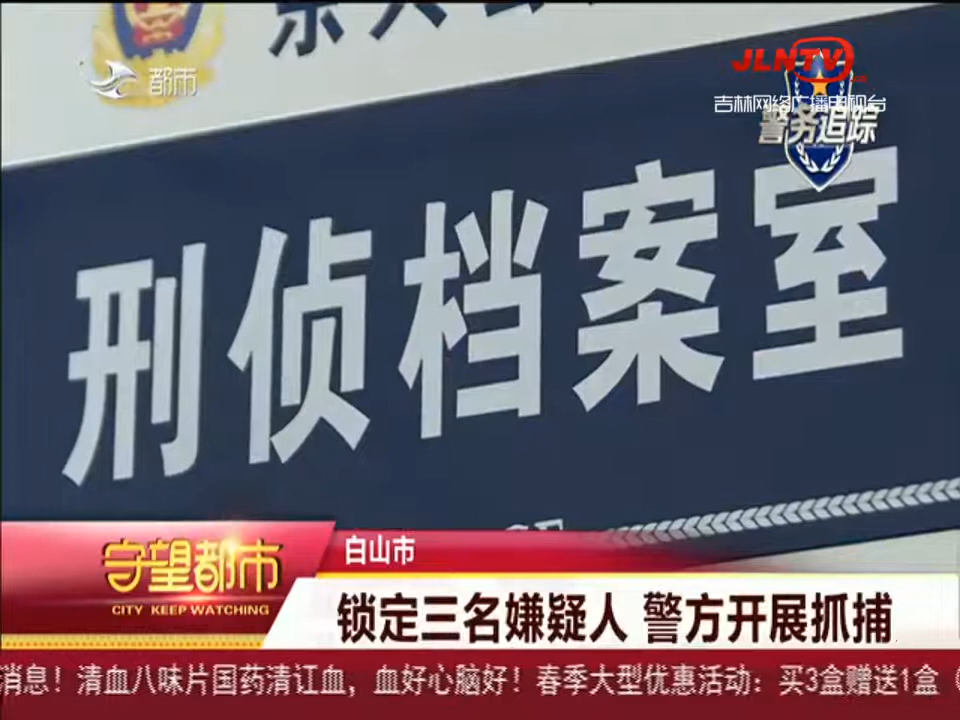 JLNTV
都市
吉林网络广播电视台
警务追踪
刑侦档案室
白山市
守望都市
CITY KEEP WATCHING
锁定三名嫌疑人 警方开展抓捕
消息！清血八味片国药清讧血，血好心脑好！春季大型优惠活动：买3盒赠送1盒（